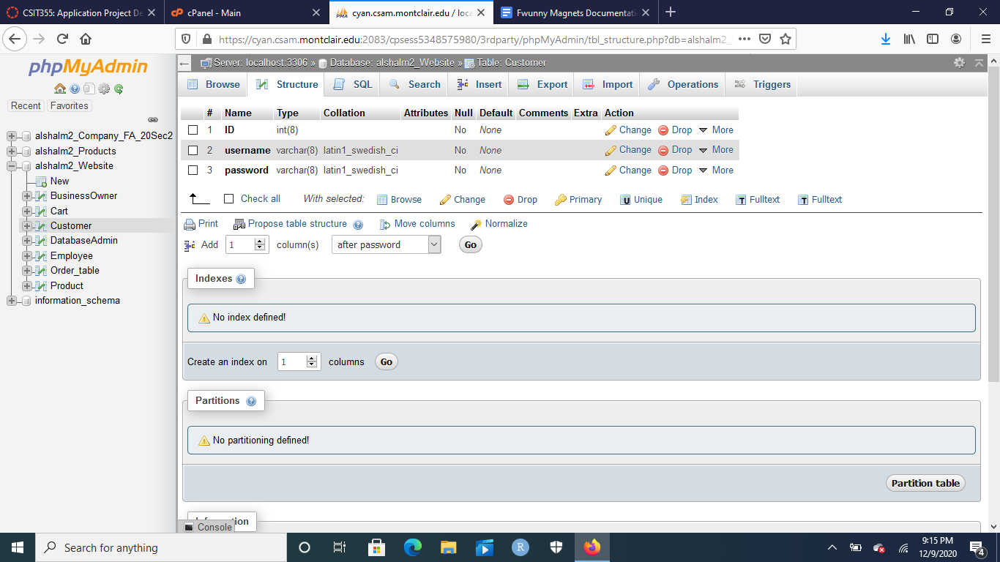 CSIT355: Application Project De
cPanel - Main
cyan.csam.montclair.edu / loca
Fwunny Magnets Documentati
https://cyan.csam.montclair.edu:2083/cpsess5348575980/3rdparty/phpMyAdmin/tbl_structure.php?db=alshalm2_
phpMyAdmin
Recent Favorites
alshalm2_Company_FA_20Sec2
alshalm2_Products
alshalm2_Website
New
BusinessOwner
Cart
Customer
DatabaseAdmin
Employee
Order_table
Product
information_schema
Server: localhost:3306 » Database: alshalm2_Website » Table: Customer
Browse Structure SQL Search Insert Export Import Operations Triggers
# Name Type Collation Attributes Null Default Comments Extra Action
1 ID int(8) No None Change Drop More
2 username varchar(8) latin1_swedish_ci No None Change Drop More
3 password varchar(8) latin1_swedish_ci No None Change Drop More
Check all With selected: Browse Change Drop Primary Unique Index Fulltext Fulltext
Print Propose table structure Move columns Normalize
Add 1 column(s) after password Go
Indexes
No index defined!
Create an index on 1 columns Go
Partitions
No partitioning defined!
Partition table
Information
Console
Search for anything
9:15 PM
12/9/2020
4